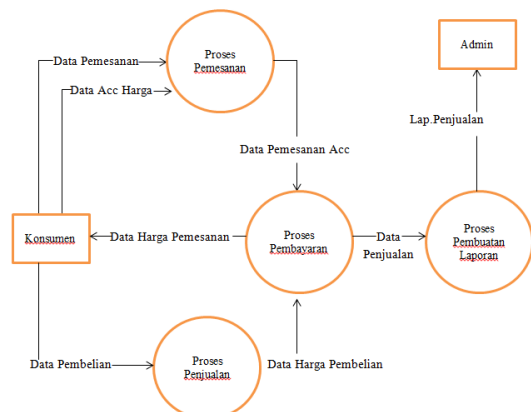 Proses
Pemesanan
Admin
Data Pemesanan
Data Acc Harga
Lap.Penjualan
Data Pemesanan Acc
Konsumen
Data Harga Pemesanan
Proses
Pembayaran
Data
Penjualan
Proses
Pembuatan
Laporan
Data Pembelian
Proses
Penjualan
Data Harga Pembelian